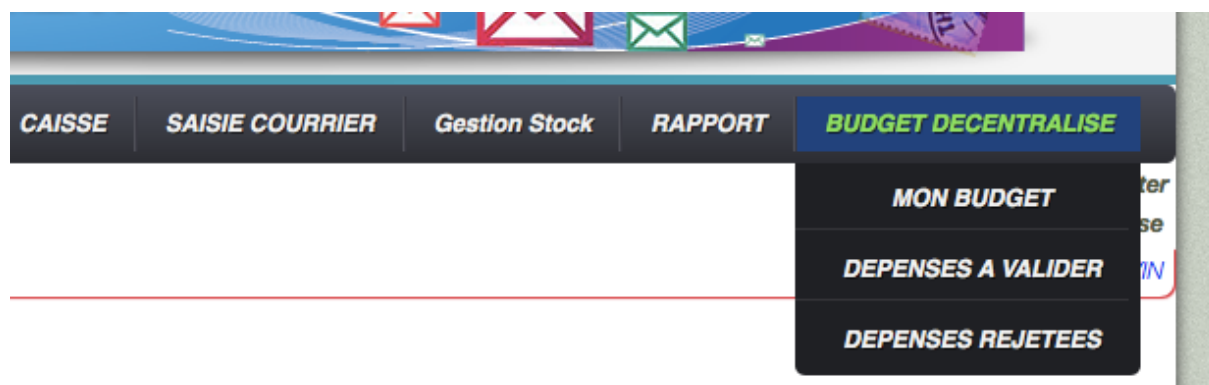 CAISSE SAISIE COURRIER Gestion Stock RAPPORT BUDGET DECENTRALISE
MON BUDGET
DEPENSES A VALIDER
DEPENSES REJETEES